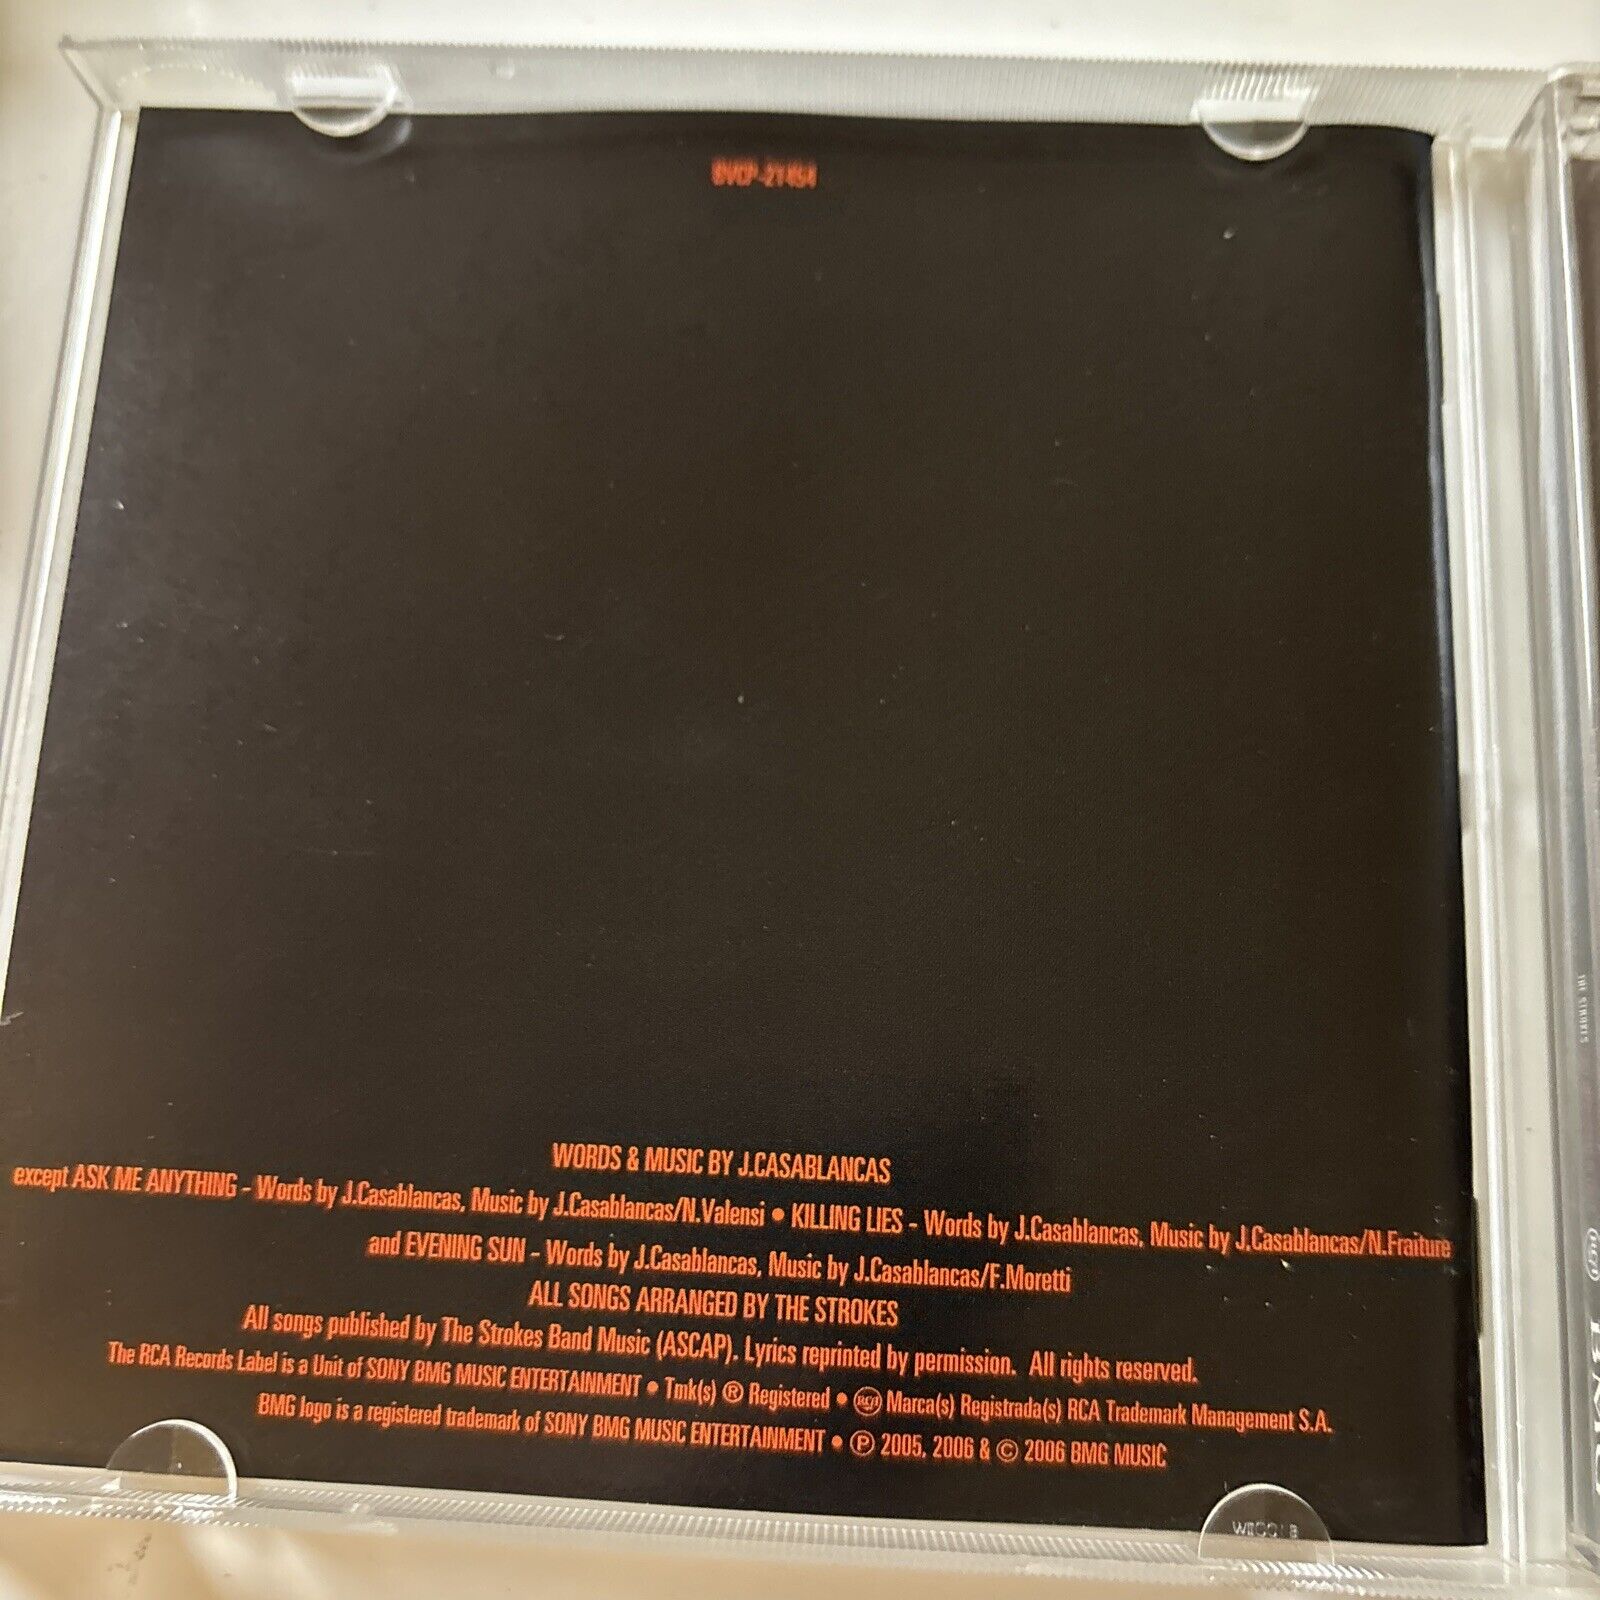 BVCP-21454
WORDS & MUSIC BY J.CASABLANCAS
except ASK ME ANYTHING - Words by J.Casablancas, Music by J.Casablancas/N.Valensi • KILLING LIES - Words by J.Casablancas, Music by J.Casablancas/N.Fraiture
and EVENING SUN - Words by J.Casablancas, Music by J.Casablancas/F.Moretti
ALL SONGS ARRANGED BY THE STROKES
All songs published by The Strokes Band Music (ASCAP). Lyrics reprinted by permission. All rights reserved.
The RCA Records Label is a Unit of SONY BMG MUSIC ENTERTAINMENT • Tmk(s) ® Registered • RCA Marca(s) Registrada(s) RCA Trademark Management S.A.
BMG logo is a registered trademark of SONY BMG MUSIC ENTERTAINMENT • ℗ 2005, 2006 & © 2006 BMG MUSIC
THE STROKES